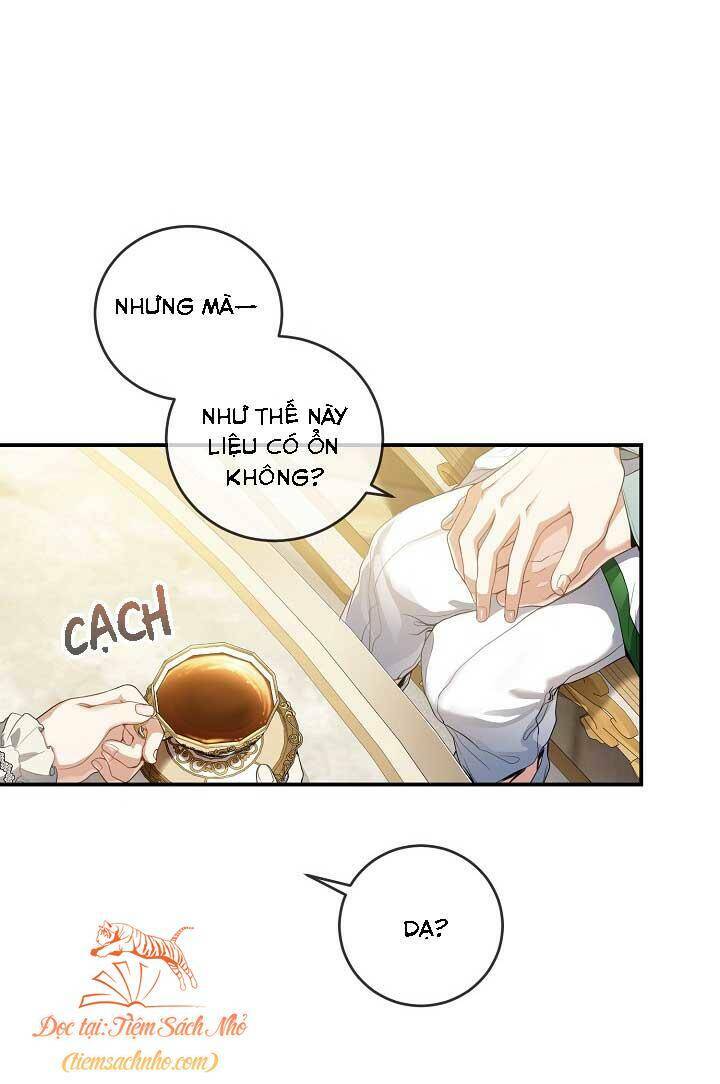 NHƯNG MÀ—
NHƯ THẾ NÀY
LIỆU CÓ ỔN
KHÔNG?
CẠCH
DẠ?
Đọc tại: Tiệm Sách Nhỏ
(tiemsachnho.com)